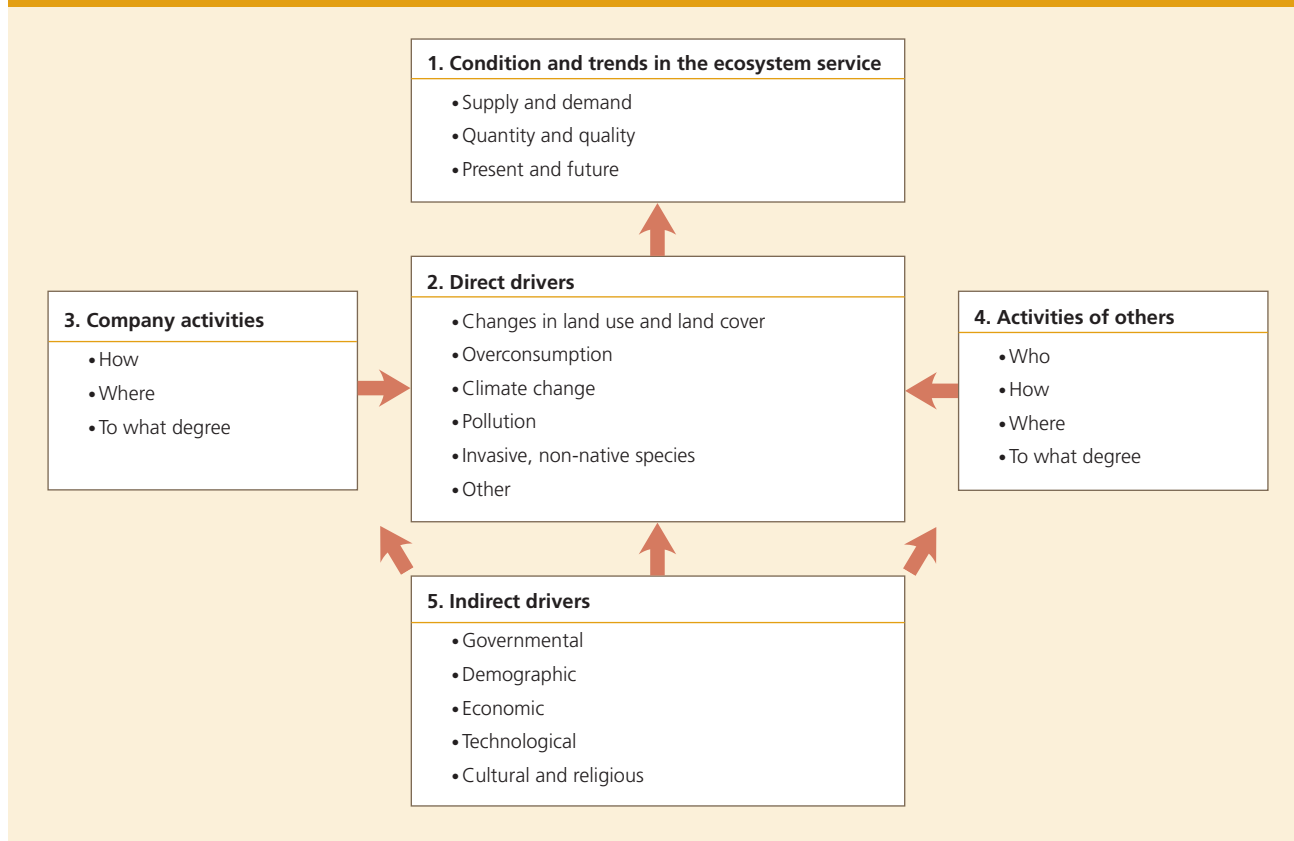 1. Condition and trends in the ecosystem service
• Supply and demand
• Quantity and quality
• Present and future
2. Direct drivers
• Changes in land use and land cover
• Overconsumption
• Climate change
• Pollution
• Invasive, non-native species
• Other
3. Company activities
• How
• Where
• To what degree
4. Activities of others
• Who
• How
• Where
• To what degree
5. Indirect drivers
• Governmental
• Demographic
• Economic
• Technological
• Cultural and religious